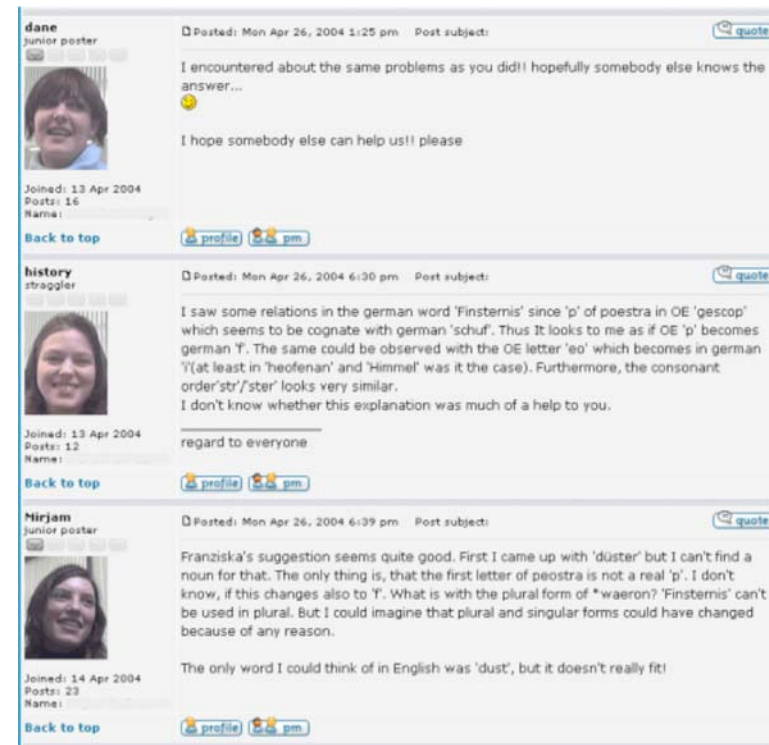 dane
junior poster
Posted: Mon Apr 26, 2004 1:25 pm Post subject:
quote
I encountered about the same problems as you did!! hopefully somebody else knows the
answer...
I hope somebody else can help us!! please
Joined: 13 Apr 2004
Posts: 16
Name:
Back to top
profile pm
history
straggler
Posted: Mon Apr 26, 2004 6:30 pm Post subject:
quote
I saw some relations in the german word 'Finsternis' since 'p' of poestra in OE 'gescop'
which seems to be cognate with german 'schuf'. Thus It looks to me as if OE 'p' becomes
german 'f'. The same could be observed with the OE letter 'eo' which becomes in german
'i'(at least in 'heofenan' and 'Himmel' was it the case). Furthermore, the consonant
order'str'/'ster' looks very similar.
I don't know whether this explanation was much of a help to you.
regard to everyone
Joined: 13 Apr 2004
Posts: 12
Name:
Back to top
profile pm
Mirjam
junior poster
Posted: Mon Apr 26, 2004 6:39 pm Post subject:
quote
Franziska's suggestion seems quite good. First I came up with 'düster' but I can't find a
noun for that. The only thing is, that the first letter of peostra is not a real 'p'. I don't
know, if this changes also to 'f'. What is with the plural form of *waeron? 'Finsternis' can't
be used in plural. But I could imagine that plural and singular forms could have changed
because of any reason.
The only word I could think of in English was 'dust', but it doesn't really fit!
Joined: 14 Apr 2004
Posts: 23
Name:
Back to top
profile pm